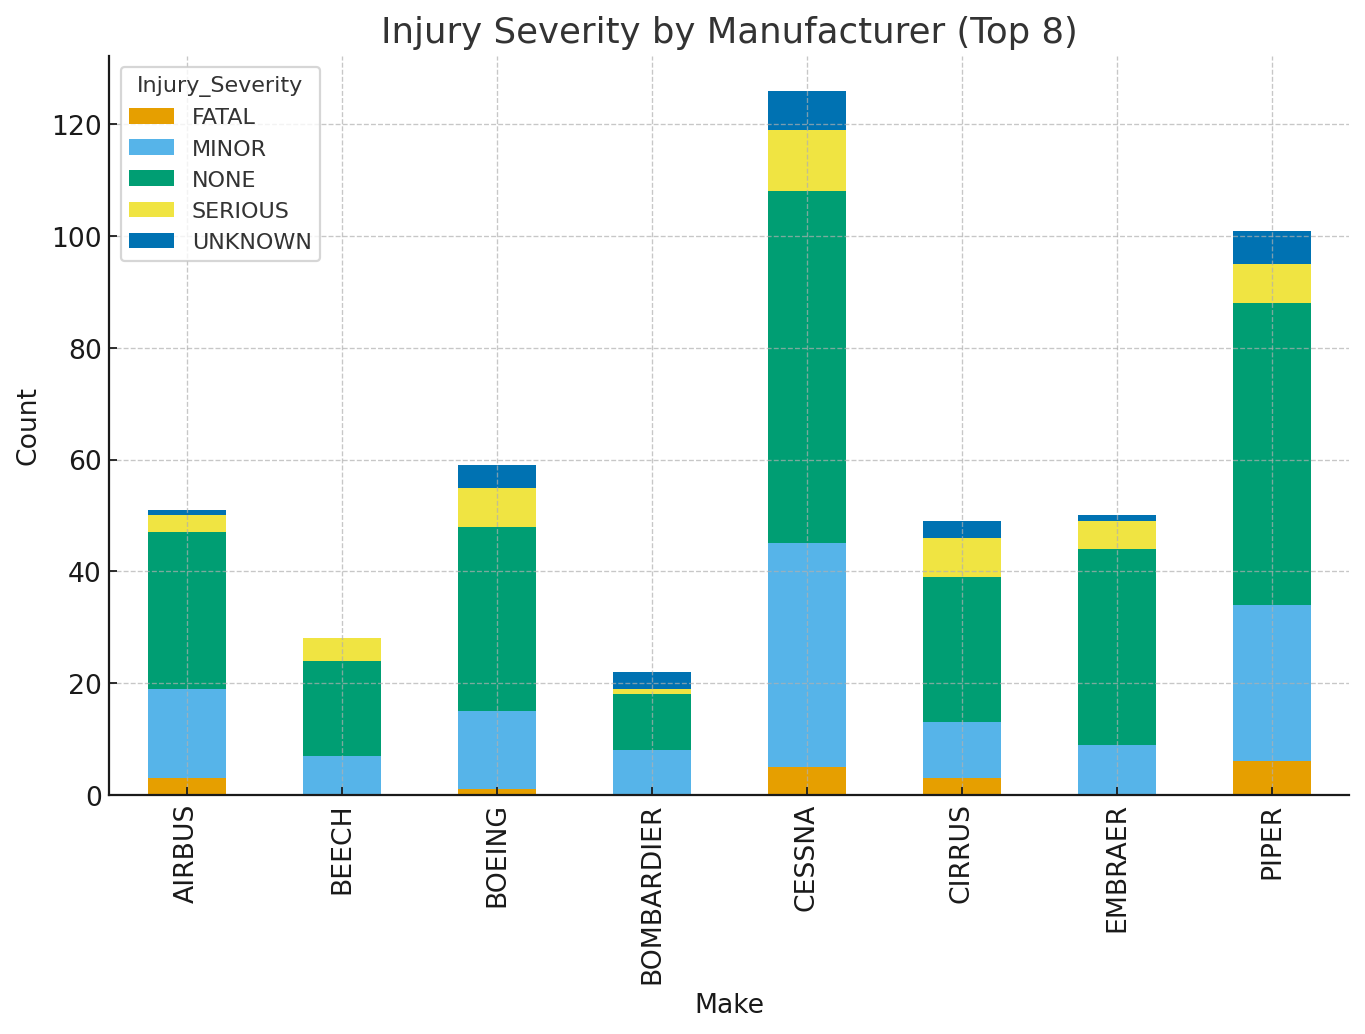 Injury Severity by Manufacturer (Top 8)
Injury_Severity
FATAL
MINOR
NONE
SERIOUS
UNKNOWN
Count
120
100
80
60
40
20
0
AIRBUS
BEECH
BOEING
BOMBARDIER
CESSNA
CIRRUS
EMBRAER
PIPER
Make